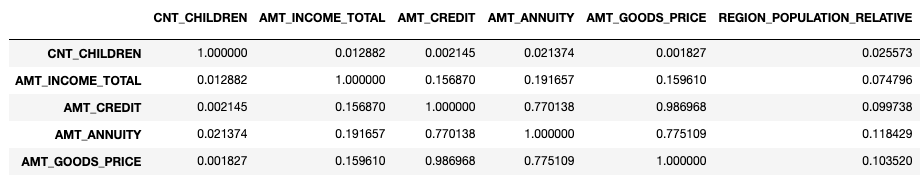 CNT_CHILDREN AMT_INCOME_TOTAL AMT_CREDIT AMT_ANNUITY AMT_GOODS_PRICE REGION_POPULATION_RELATIVE
CNT_CHILDREN 1.000000 0.012882 0.002145 0.021374 0.001827 0.025573
AMT_INCOME_TOTAL 0.012882 1.000000 0.156870 0.191657 0.159610 0.074796
AMT_CREDIT 0.002145 0.156870 1.000000 0.770138 0.986968 0.099738
AMT_ANNUITY 0.021374 0.191657 0.770138 1.000000 0.775109 0.118429
AMT_GOODS_PRICE 0.001827 0.159610 0.986968 0.775109 1.000000 0.103520